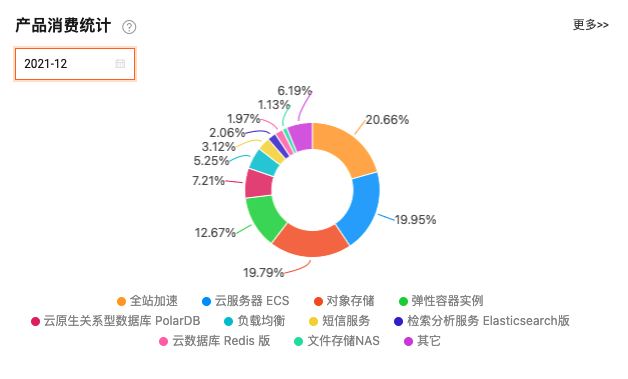 产品消费统计 ?
更多>>
2021-12
6.19%
1.13%
1.97%
2.06%
3.12%
5.25%
7.21%
12.67%
19.79%
20.66%
19.95%
全站加速 云服务器 ECS 对象存储 弹性容器实例
云原生关系型数据库 PolarDB 负载均衡 短信服务 检索分析服务 Elasticsearch版
云数据库 Redis 版 文件存储NAS 其它